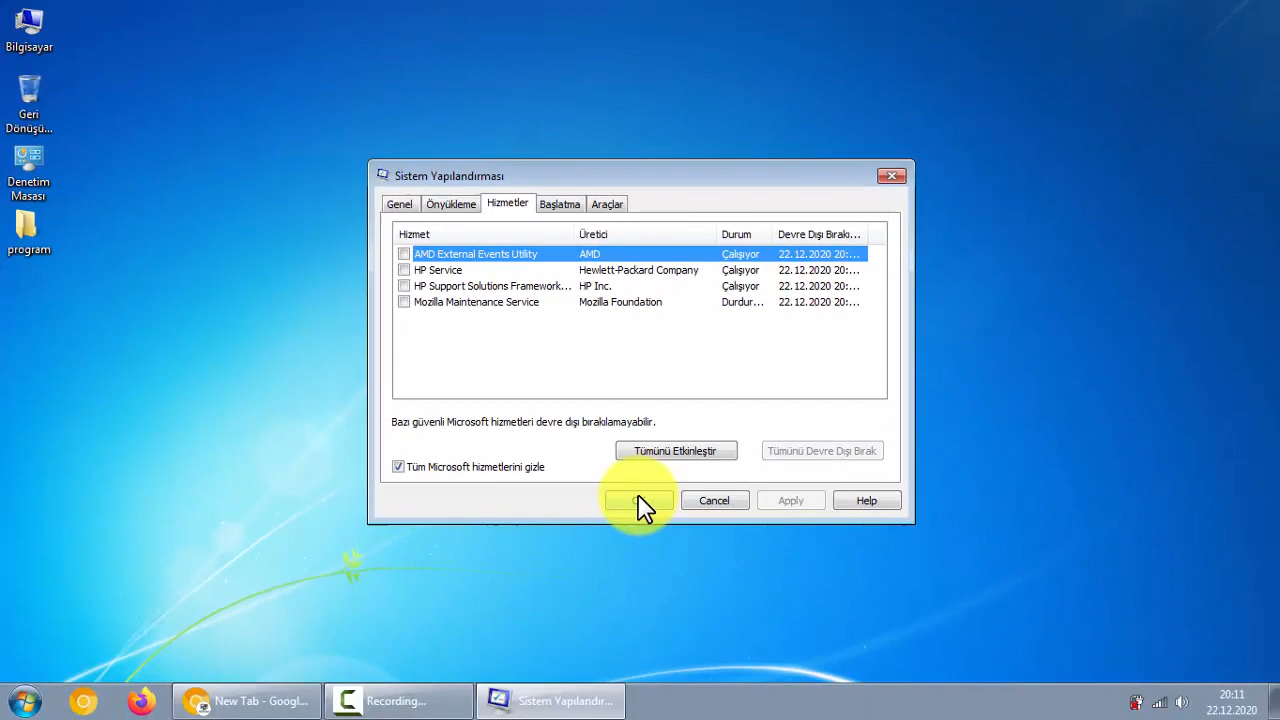 Bilgisayar
Geri
Dönüşü...
Denetim
Masası
program
Sistem Yapılandırması
Genel
Önyükleme
Hizmetler
Başlatma
Araçlar
Hizmet Üretici Durum Devre Dışı Bırakı...
AMD External Events Utility AMD Çalışıyor 22.12.2020 20:...
HP Service Hewlett-Packard Company Çalışıyor 22.12.2020 20:...
HP Support Solutions Framework... HP Inc. Çalışıyor 22.12.2020 20:...
Mozilla Maintenance Service Mozilla Foundation Durdur... 22.12.2020 20:...
Bazı güvenli Microsoft hizmetleri devre dışı bırakılamayabilir.
Tümünü Etkinleştir
Tümünü Devre Dışı Bırak
Tüm Microsoft hizmetlerini gizle
Cancel
Apply
Help
New Tab - Googl...
Recording...
Sistem Yapılandır...
20:11
22.12.2020